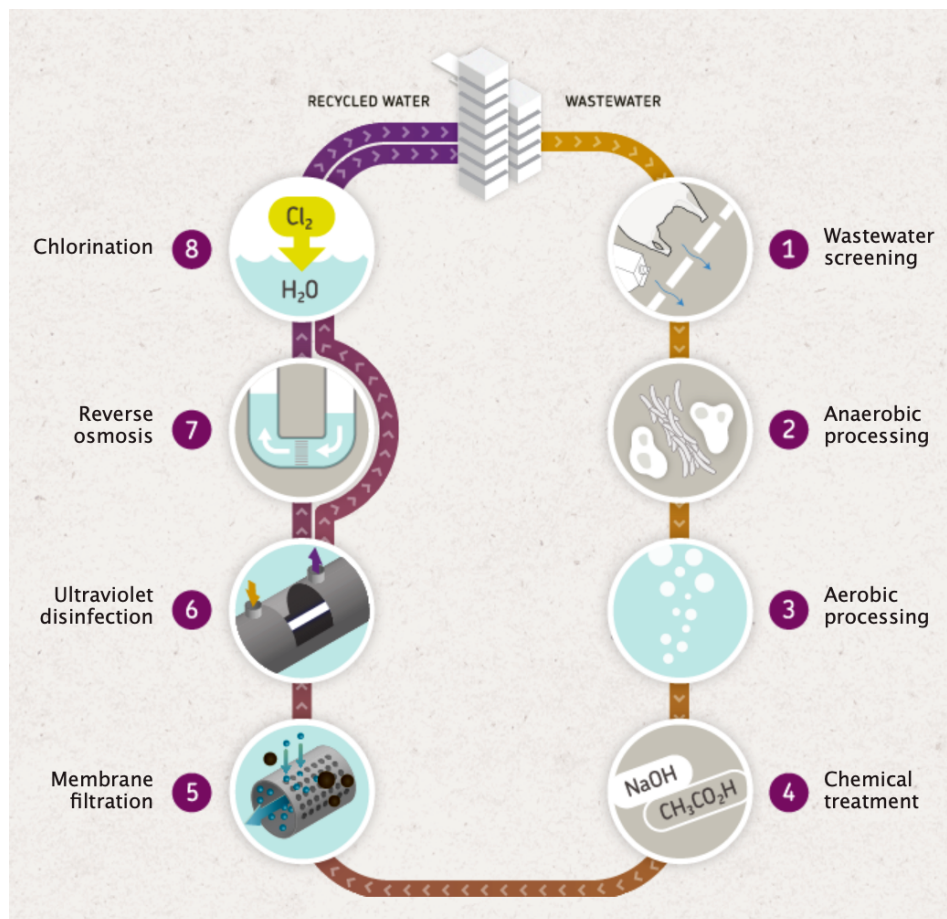 RECYCLED WATER
WASTEWATER
Cl₂
H₂O
Chlorination
8
1
Wastewater
screening
Reverse
osmosis
7
2
Anaerobic
processing
Ultraviolet
disinfection
6
3
Aerobic
processing
Membrane
filtration
5
NaOH
CH₃CO₂H
4
Chemical
treatment